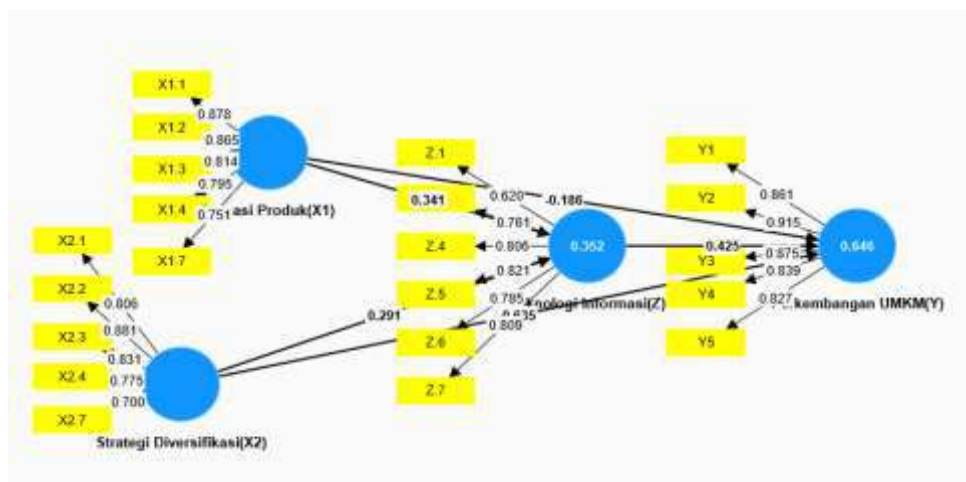 X1.1
0.878
X1.2
0.865
X1.3
0.814
X1.4
0.795
0.751
asi Produk(X1)
X1.7
X2.1
0.806
X2.2
0.881
X2.3
0.831
X2.4
0.775
X2.7
0.700
Strategi Diversifikasi(X2)
Z.1
0.620
0.341
0.761
Z.4
0.806
Z.5
0.821
0.785
Z.6
0.809
Z.7
0.352
nologi Informasi(Z)
-0.186
0.425
0.291
Y1
0.861
Y2
0.915
Y3
0.875
Y4
0.839
Y5
0.827
0.646
kembangan UMKM(Y)